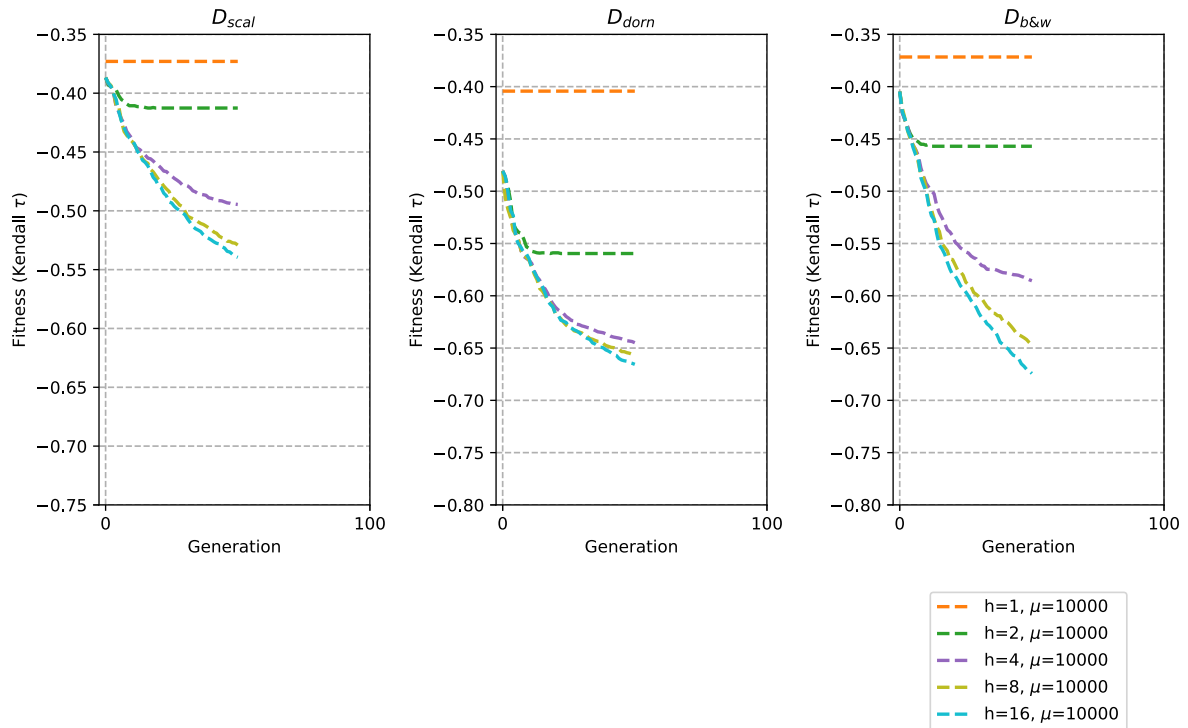 D_scal
−0.35
−0.40
−0.45
−0.50
−0.55
−0.60
−0.65
−0.70
−0.75
Fitness (Kendall τ)
0
100
Generation
D_dorn
−0.35
−0.40
−0.45
−0.50
−0.55
−0.60
−0.65
−0.70
−0.75
−0.80
Fitness (Kendall τ)
0
100
Generation
D_b&w
−0.35
−0.40
−0.45
−0.50
−0.55
−0.60
−0.65
−0.70
−0.75
−0.80
Fitness (Kendall τ)
0
100
Generation
h=1, μ=10000
h=2, μ=10000
h=4, μ=10000
h=8, μ=10000
h=16, μ=10000